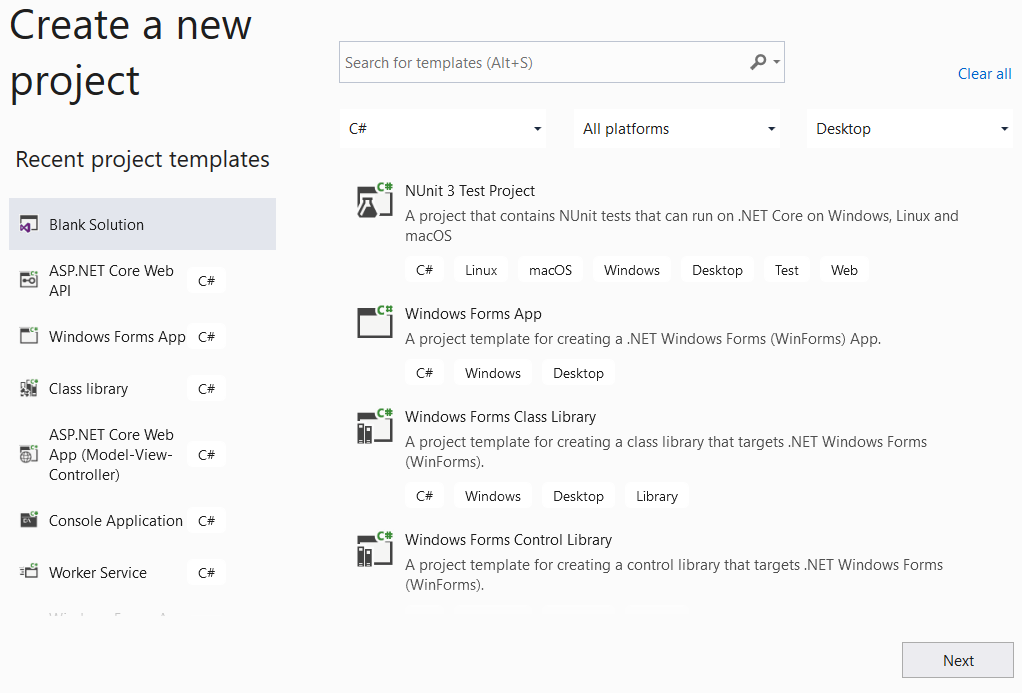 Create a new
project
Search for templates (Alt+S)
Clear all
C#
All platforms
Desktop
Recent project templates
Blank Solution
ASP.NET Core Web
API
C#
Windows Forms App
C#
Class library
C#
ASP.NET Core Web
App (Model-View-
Controller)
C#
Console Application
C#
Worker Service
C#
C#
NUnit 3 Test Project
A project that contains NUnit tests that can run on .NET Core on Windows, Linux and
macOS
C# Linux macOS Windows Desktop Test Web
C#
Windows Forms App
A project template for creating a .NET Windows Forms (WinForms) App.
C# Windows Desktop
C#
Windows Forms Class Library
A project template for creating a class library that targets .NET Windows Forms
(WinForms).
C# Windows Desktop Library
C#
Windows Forms Control Library
A project template for creating a control library that targets .NET Windows Forms
(WinForms).
Next